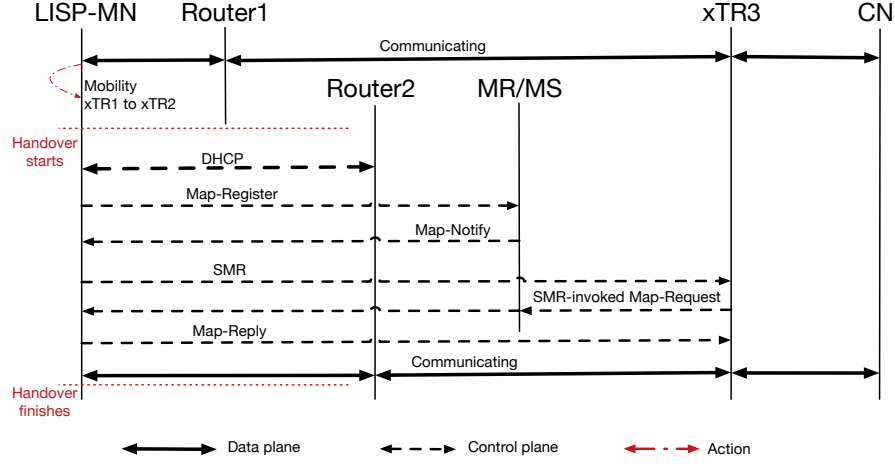 LISP-MN
Router1
xTR3
CN
Communicating
Mobility
xTR1 to xTR2
Router2
MR/MS
Handover
starts
DHCP
Map-Register
Map-Notify
SMR
SMR-invoked Map-Request
Map-Reply
Communicating
Handover
finishes
Data plane
Control plane
Action